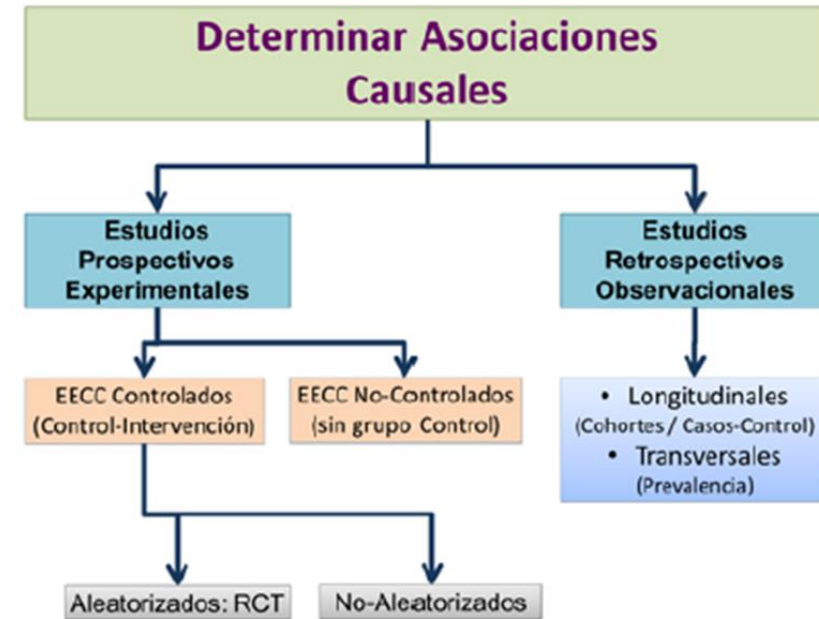 Determinar Asociaciones
Causales
Estudios
Prospectivos
Experimentales
Estudios
Retrospectivos
Observacionales
EECC Controlados
(Control-Intervención)
EECC No-Controlados
(sin grupo Control)
• Longitudinales
(Cohortes / Casos-Control)
• Transversales
(Prevalencia)
Aleatorizados: RCT
No-Aleatorizados